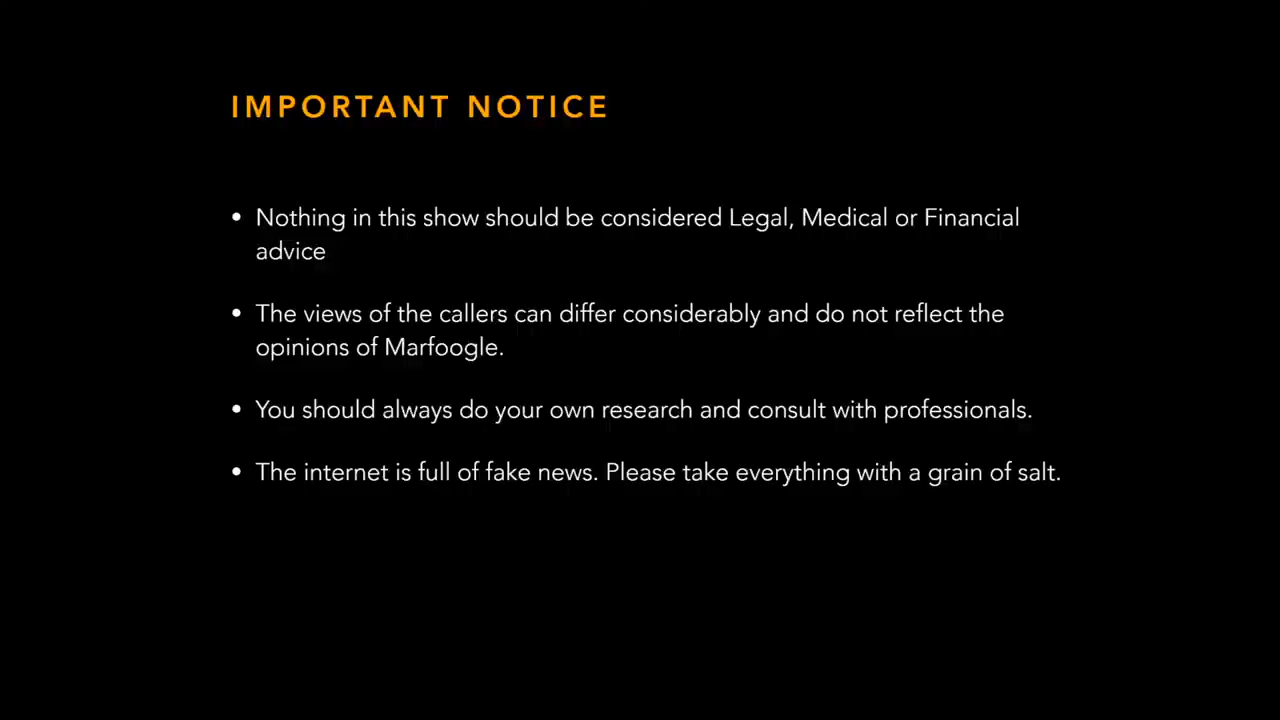 IMPORTANT NOTICE
• Nothing in this show should be considered Legal, Medical or Financial
advice
• The views of the callers can differ considerably and do not reflect the
opinions of Marfoogle.
• You should always do your own research and consult with professionals.
• The internet is full of fake news. Please take everything with a grain of salt.